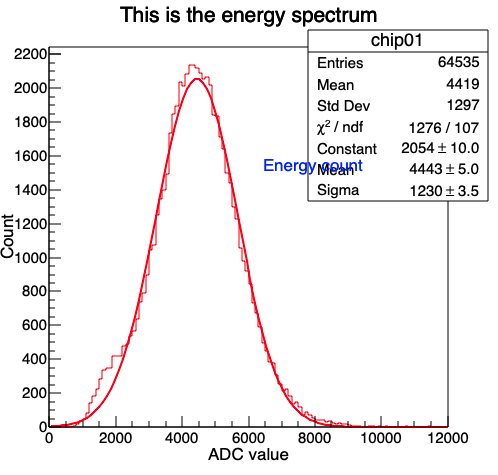 This is the energy spectrum
chip01
Entries 64535
Mean 4419
Std Dev 1297
χ² / ndf 1276 / 107
Constant 2054 ± 10.0
Mean 4443 ± 5.0
Sigma 1230 ± 3.5
Energy count
2200
2000
1800
1600
1400
1200
1000
800
600
400
200
0
Count
0 2000 4000 6000 8000 10000 12000
ADC value